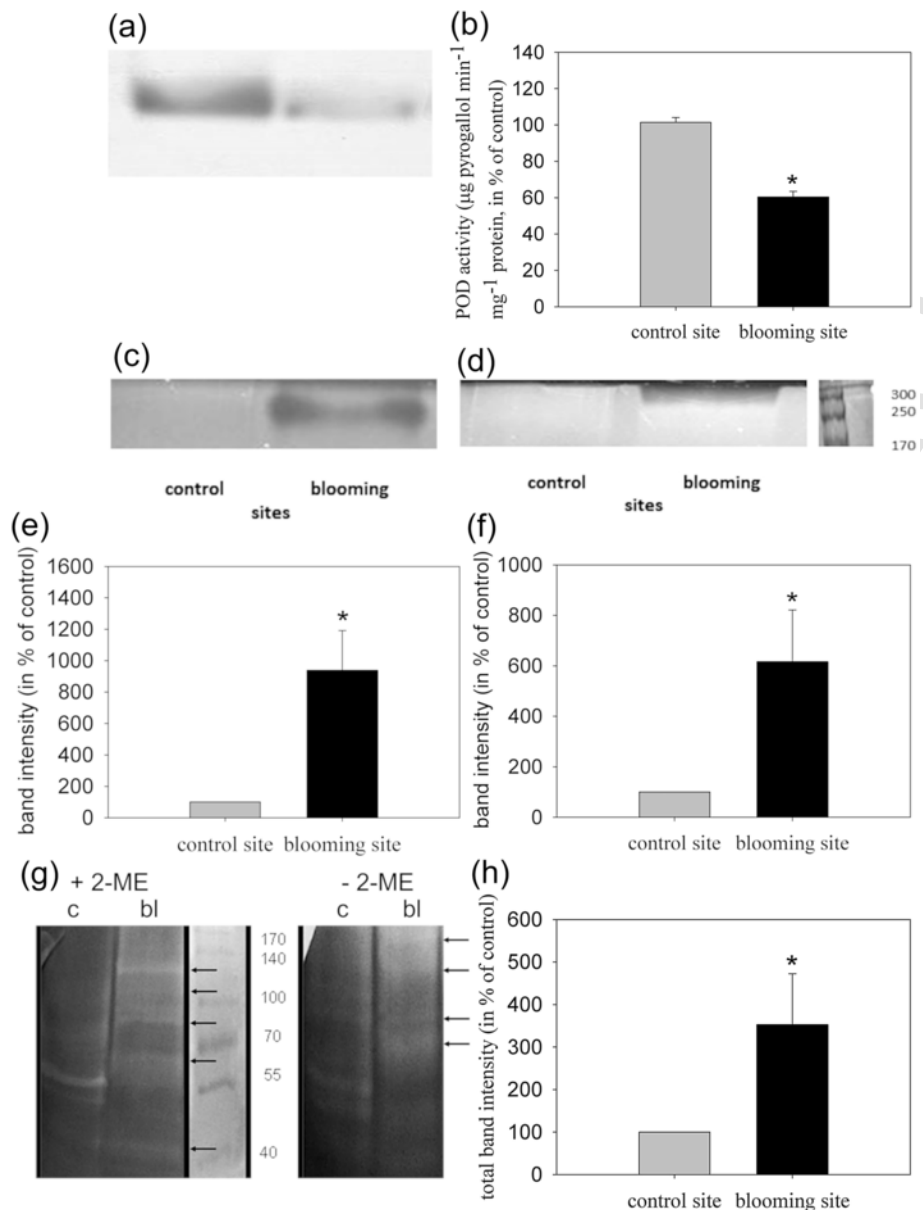 (a)
(b)
POD activity (µg pyrogallol min-1
mg-1 protein, in % of control)
140
120
100
80
60
40
20
0
*
control site
blooming site
(c)
(d)
300
250
170
control
blooming
sites
control
blooming
sites
(e)
band intensity (in % of control)
1600
1400
1200
1000
800
600
400
200
0
*
control site
blooming site
(f)
band intensity (in % of control)
1000
800
600
400
200
0
*
control site
blooming site
(g)
+ 2-ME
c
bl
170
140
100
70
55
40
- 2-ME
c
bl
(h)
total band intensity (in % of control)
600
500
400
300
200
100
0
*
control site
blooming site